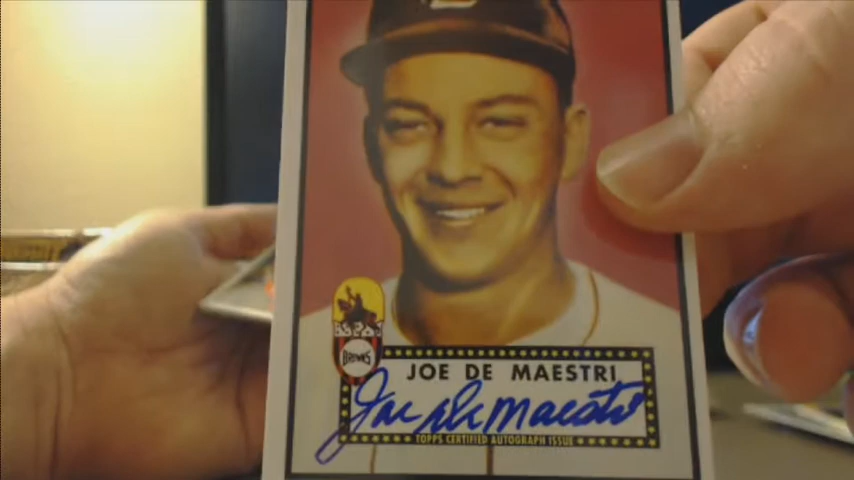 B
BROWNS
JOE DE MAESTRI
Joe De Maestri
TOPPS CERTIFIED AUTOGRAPH ISSUE